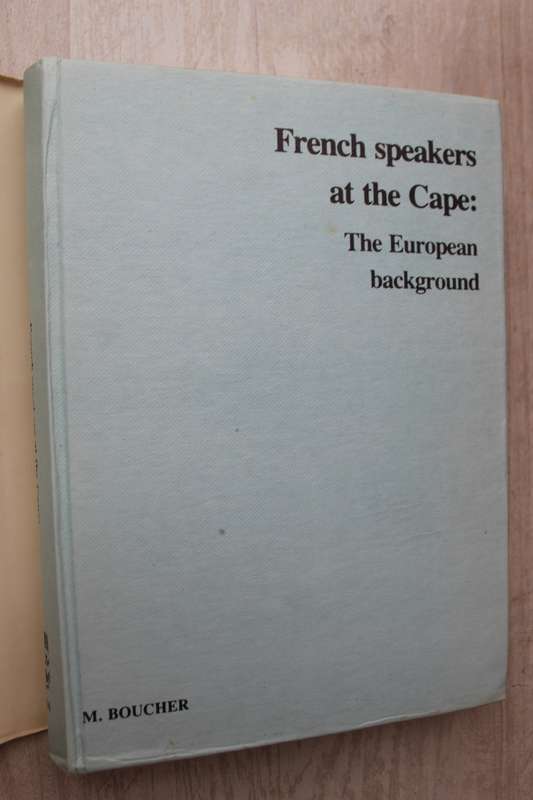 French speakers
at the Cape:
The European
background
M. BOUCHER